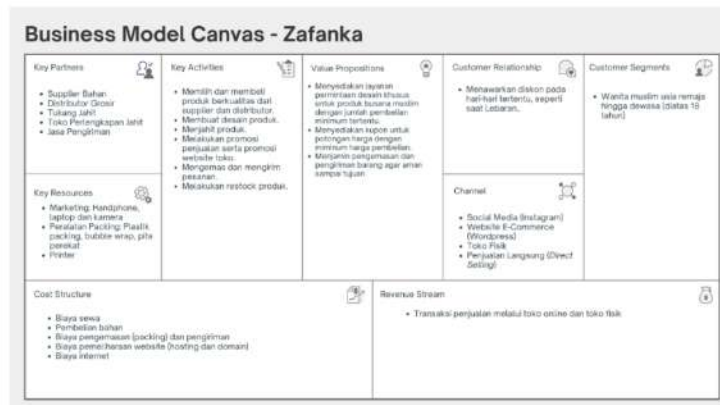 Business Model Canvas - Zafanka
Key Partners
• Supplier Bahan
• Distributor Grosir
• Tukang Jahit
• Toko Perlengkapan Jahit
• Jasa Pengiriman
Key Activities
• Memilih dan membeli
produk berkualitas dari
supplier dan distributor.
• Membuat desain produk.
• Menjahit produk.
• Melakukan promosi
penjualan serta promosi
website toko.
• Mengemas dan mengirim
pesanan.
• Melakukan restock produk.
Value Propositions
• Menyediakan layanan
permintaan desain khusus
untuk produk busana muslim
dengan jumlah pembelian
minimum tertentu.
• Menyediakan kupon untuk
potongan harga dengan
minimum harga pembelian.
• Menjamin pengemasan dan
pengiriman barang agar aman
sampai tujuan.
Customer Relationship
• Menawarkan diskon pada
hari-hari tertentu, seperti
saat Lebaran.
Customer Segments
• Wanita muslim usia remaja
hingga dewasa (diatas 15
tahun)
Key Resources
• Marketing: Handphone,
laptop dan kamera
• Peralatan Packing: Plastik
packing, bubble wrap, pita
perekat
• Printer
Channel
• Social Media (Instagram)
• Website E-Commerce
(Wordpress)
• Toko Fisik
• Penjualan Langsung (Direct
Selling)
Cost Structure
• Biaya sewa
• Pembelian bahan
• Biaya pengemasan (packing) dan pengiriman
• Biaya pemeliharaan website (hosting dan domain)
• Biaya internet
Revenue Stream
• Transaksi penjualan melalui toko online dan toko fisik